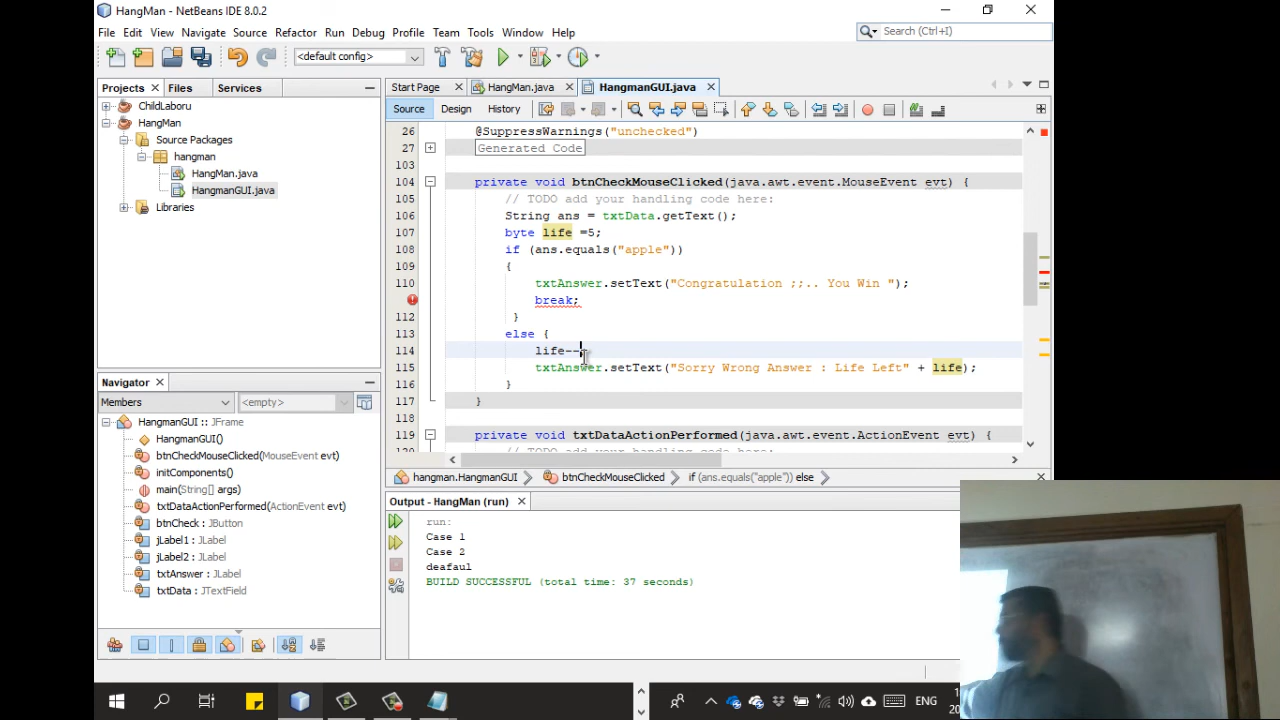 HangMan - NetBeans IDE 8.0.2
File Edit View Navigate Source Refactor Run Debug Profile Team Tools Window Help
Search (Ctrl+I)
<default config>
Projects Files Services
Start Page HangMan.java HangmanGUI.java
Source Design History
ChildLaboru
HangMan
Source Packages
hangman
HangMan.java
HangmanGUI.java
Libraries
26 @SuppressWarnings("unchecked")
27 Generated Code
103
104 private void btnCheckMouseClicked(java.awt.event.MouseEvent evt) {
105 // TODO add your handling code here:
106 String ans = txtData.getText();
107 byte life =5;
108 if (ans.equals("apple"))
109 {
110 txtAnswer.setText("Congratulation ;;.. You Win ");
break;
112 }
113 else {
114 life--
115 txtAnswer.setText("Sorry Wrong Answer : Life Left" + life);
116 }
117 }
118
119 private void txtDataActionPerformed(java.awt.event.ActionEvent evt) {
// TODO add your handling code here:
hangman.HangmanGUI btnCheckMouseClicked if (ans.equals("apple")) else
Navigator
Members <empty>
HangmanGUI :: JFrame
HangmanGUI()
btnCheckMouseClicked(MouseEvent evt)
initComponents()
main(String[] args)
txtDataActionPerformed(ActionEvent evt)
btnCheck : JButton
jLabel1 : JLabel
jLabel2 : JLabel
txtAnswer : JLabel
txtData : JTextField
Output - HangMan (run)
run:
Case 1
Case 2
deafaul
BUILD SUCCESSFUL (total time: 37 seconds)
ENG